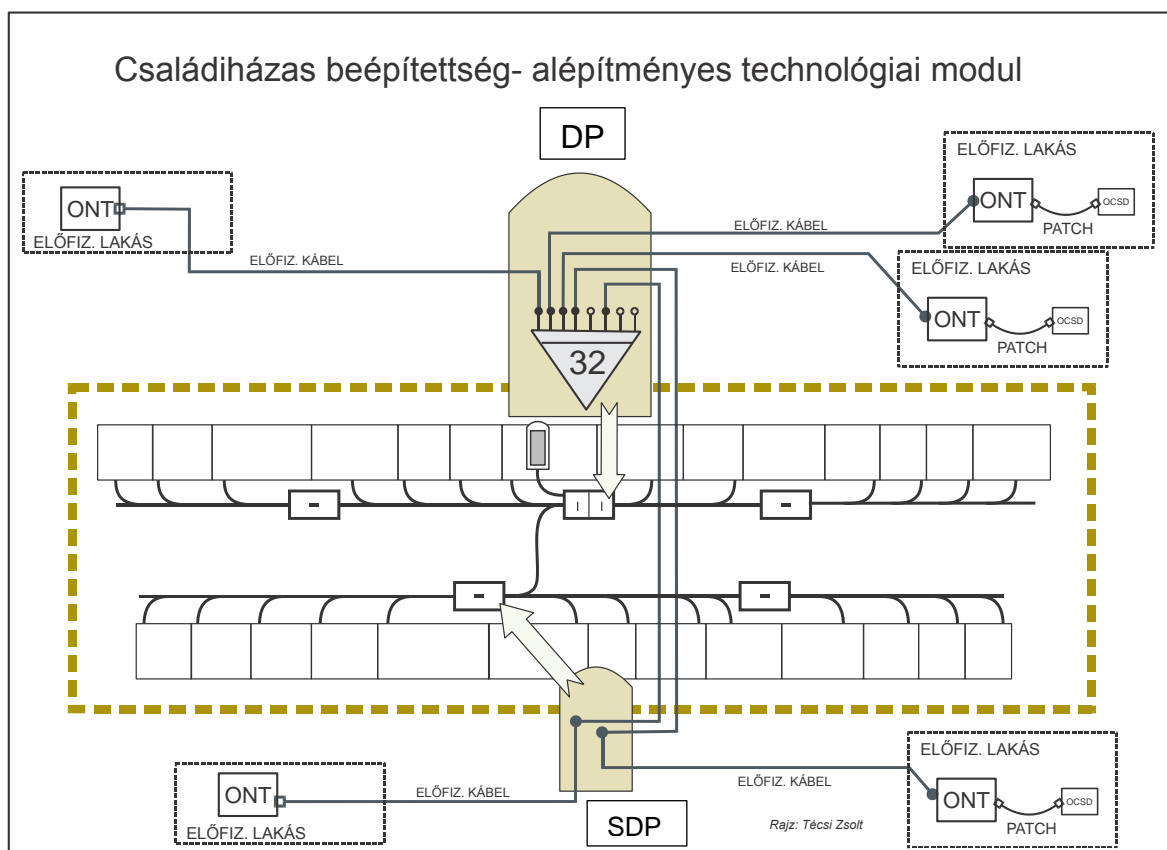 Családiházas beépítettség- alépítményes technológiai modul
DP
ELŐFIZ. LAKÁS
ONT
OCSD
PATCH
ONT
ELŐFIZ. LAKÁS
ELŐFIZ. KÁBEL
ELŐFIZ. KÁBEL
ELŐFIZ. KÁBEL
ELŐFIZ. LAKÁS
ONT
OCSD
PATCH
32
ELŐFIZ. LAKÁS
ONT
OCSD
PATCH
ELŐFIZ. KÁBEL
ONT
ELŐFIZ. KÁBEL
ELŐFIZ. LAKÁS
SDP
Rajz: Técsi Zsolt